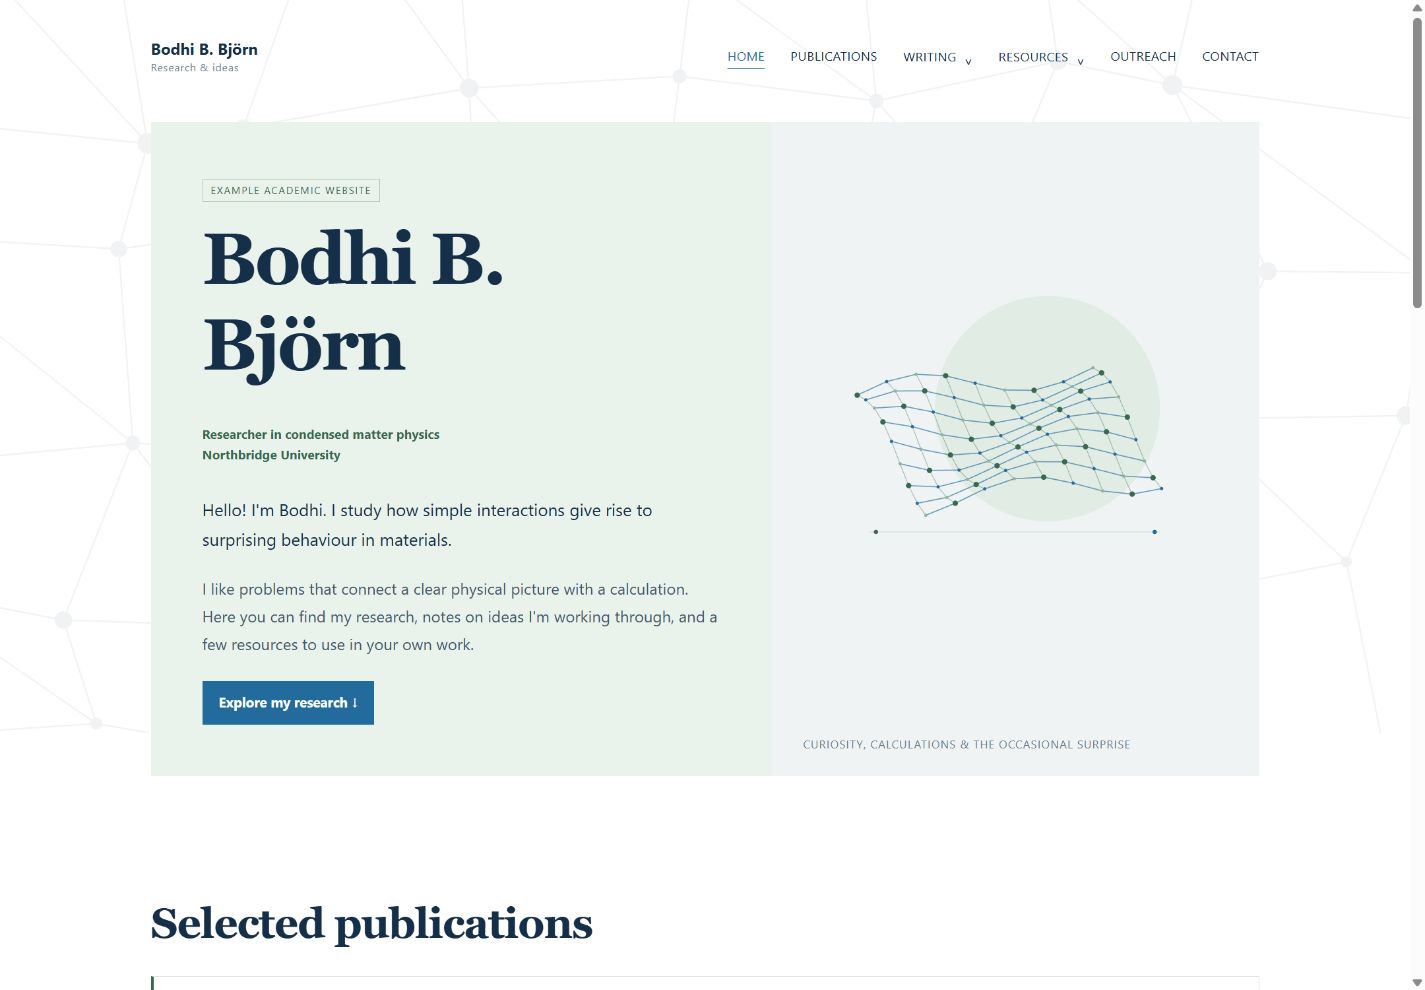 Bodhi B. Björn
Research & ideas
HOME PUBLICATIONS WRITING RESOURCES OUTREACH CONTACT
EXAMPLE ACADEMIC WEBSITE
Bodhi B.
Björn
Researcher in condensed matter physics
Northbridge University
Hello! I'm Bodhi. I study how simple interactions give rise to
surprising behaviour in materials.
I like problems that connect a clear physical picture with a calculation.
Here you can find my research, notes on ideas I'm working through, and a
few resources to use in your own work.
Explore my research ↓
CURIOSITY, CALCULATIONS & THE OCCASIONAL SURPRISE
Selected publications